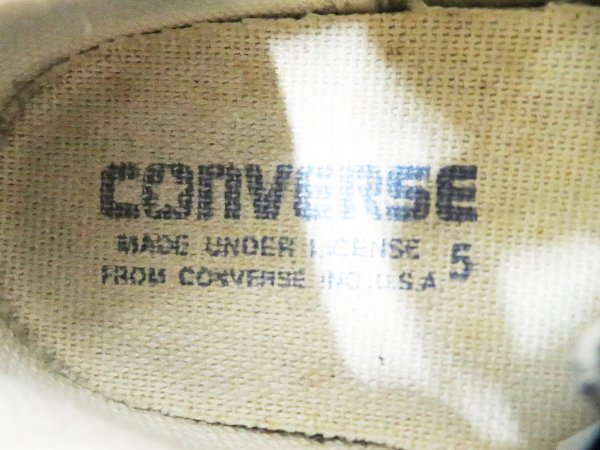 CONVERSE
MADE UNDER LICENSE
FROM CONVERSE INC. U.S.A 5